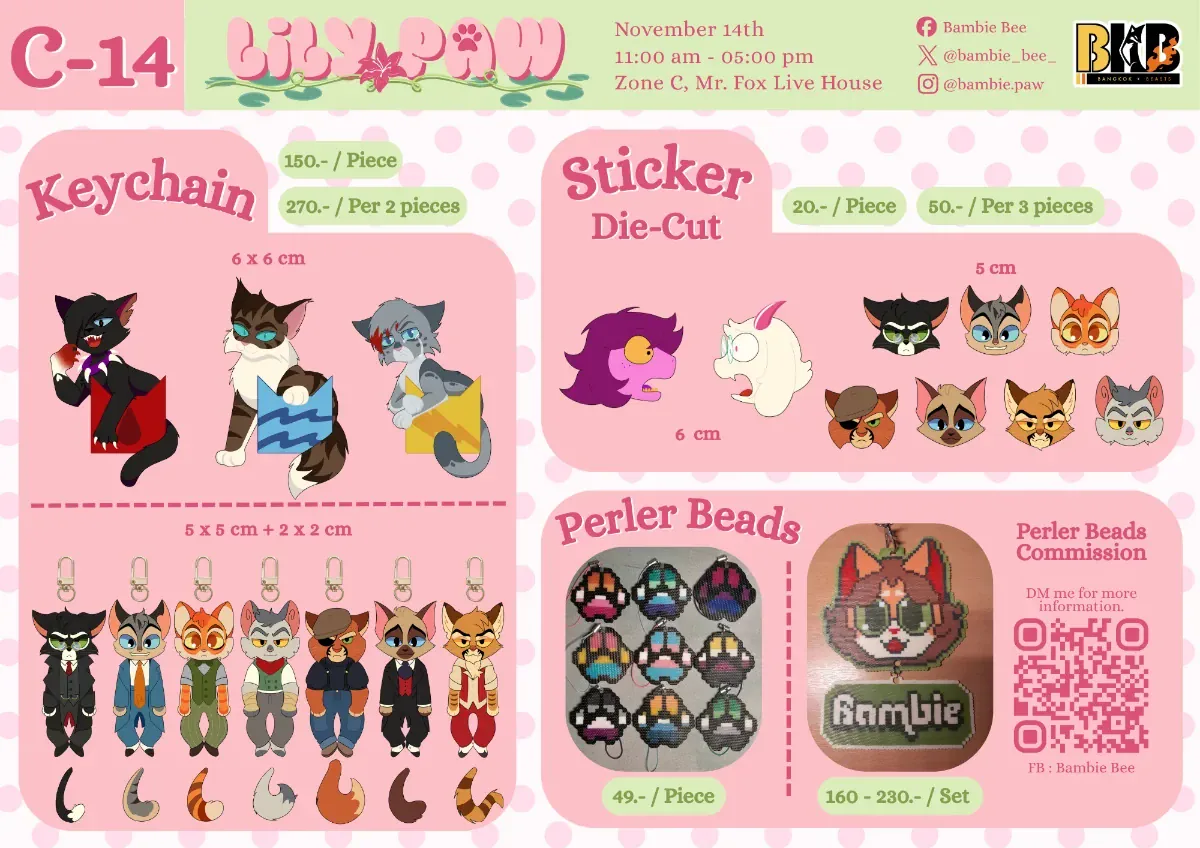 C-14
LiLY PAW
November 14th
11:00 am - 05:00 pm
Zone C, Mr. Fox Live House
Bambie Bee
@bambie_bee_
@bambie.paw
BKB
BANGKOK • BEASTS
Keychain
150.- / Piece
270.- / Per 2 pieces
6 x 6 cm
5 x 5 cm + 2 x 2 cm
Sticker
Die-Cut
20.- / Piece
50.- / Per 3 pieces
5 cm
6 cm
Perler Beads
49.- / Piece
Bambie
160 - 230.- / Set
Perler Beads
Commission
DM me for more
information.
FB : Bambie Bee